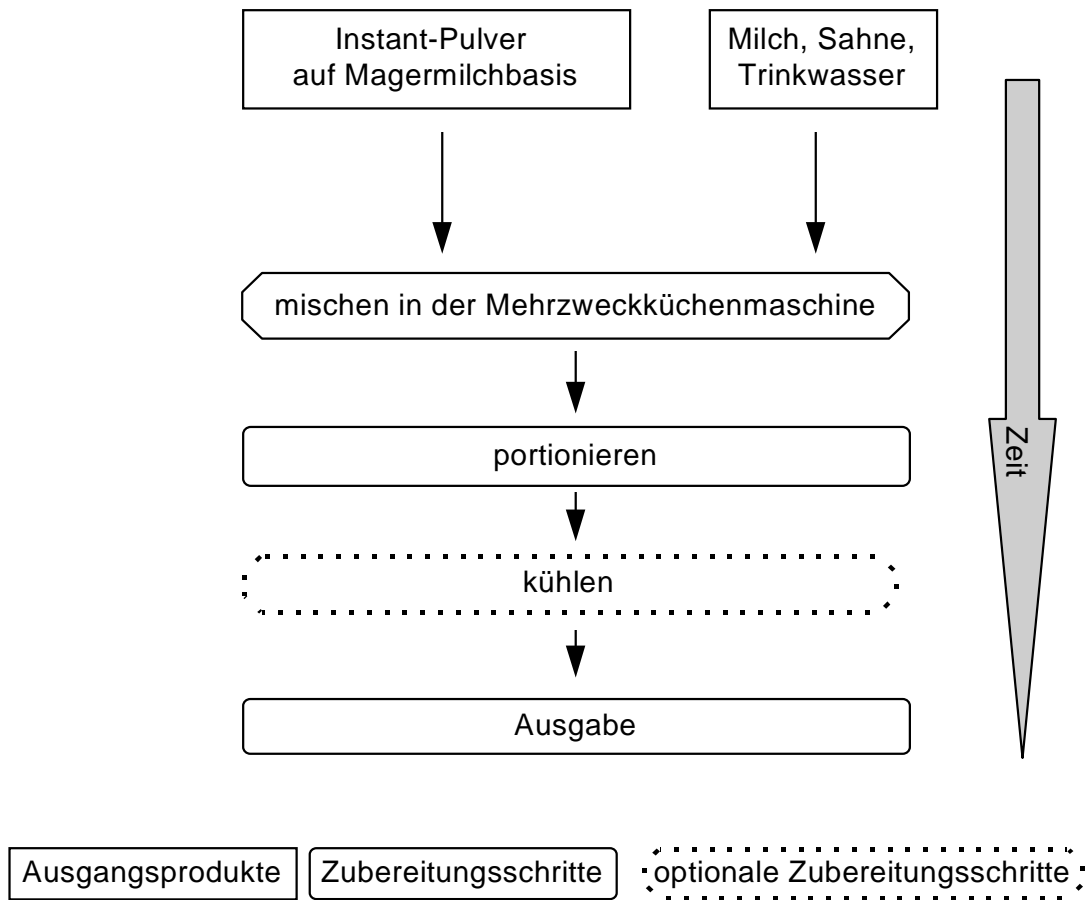 Instant-Pulver
auf Magermilchbasis
Milch, Sahne,
Trinkwasser
mischen in der Mehrzweckküchenmaschine
portionieren
Zeit
kühlen
Ausgabe
Ausgangsprodukte
Zubereitungsschritte
optionale Zubereitungsschritte